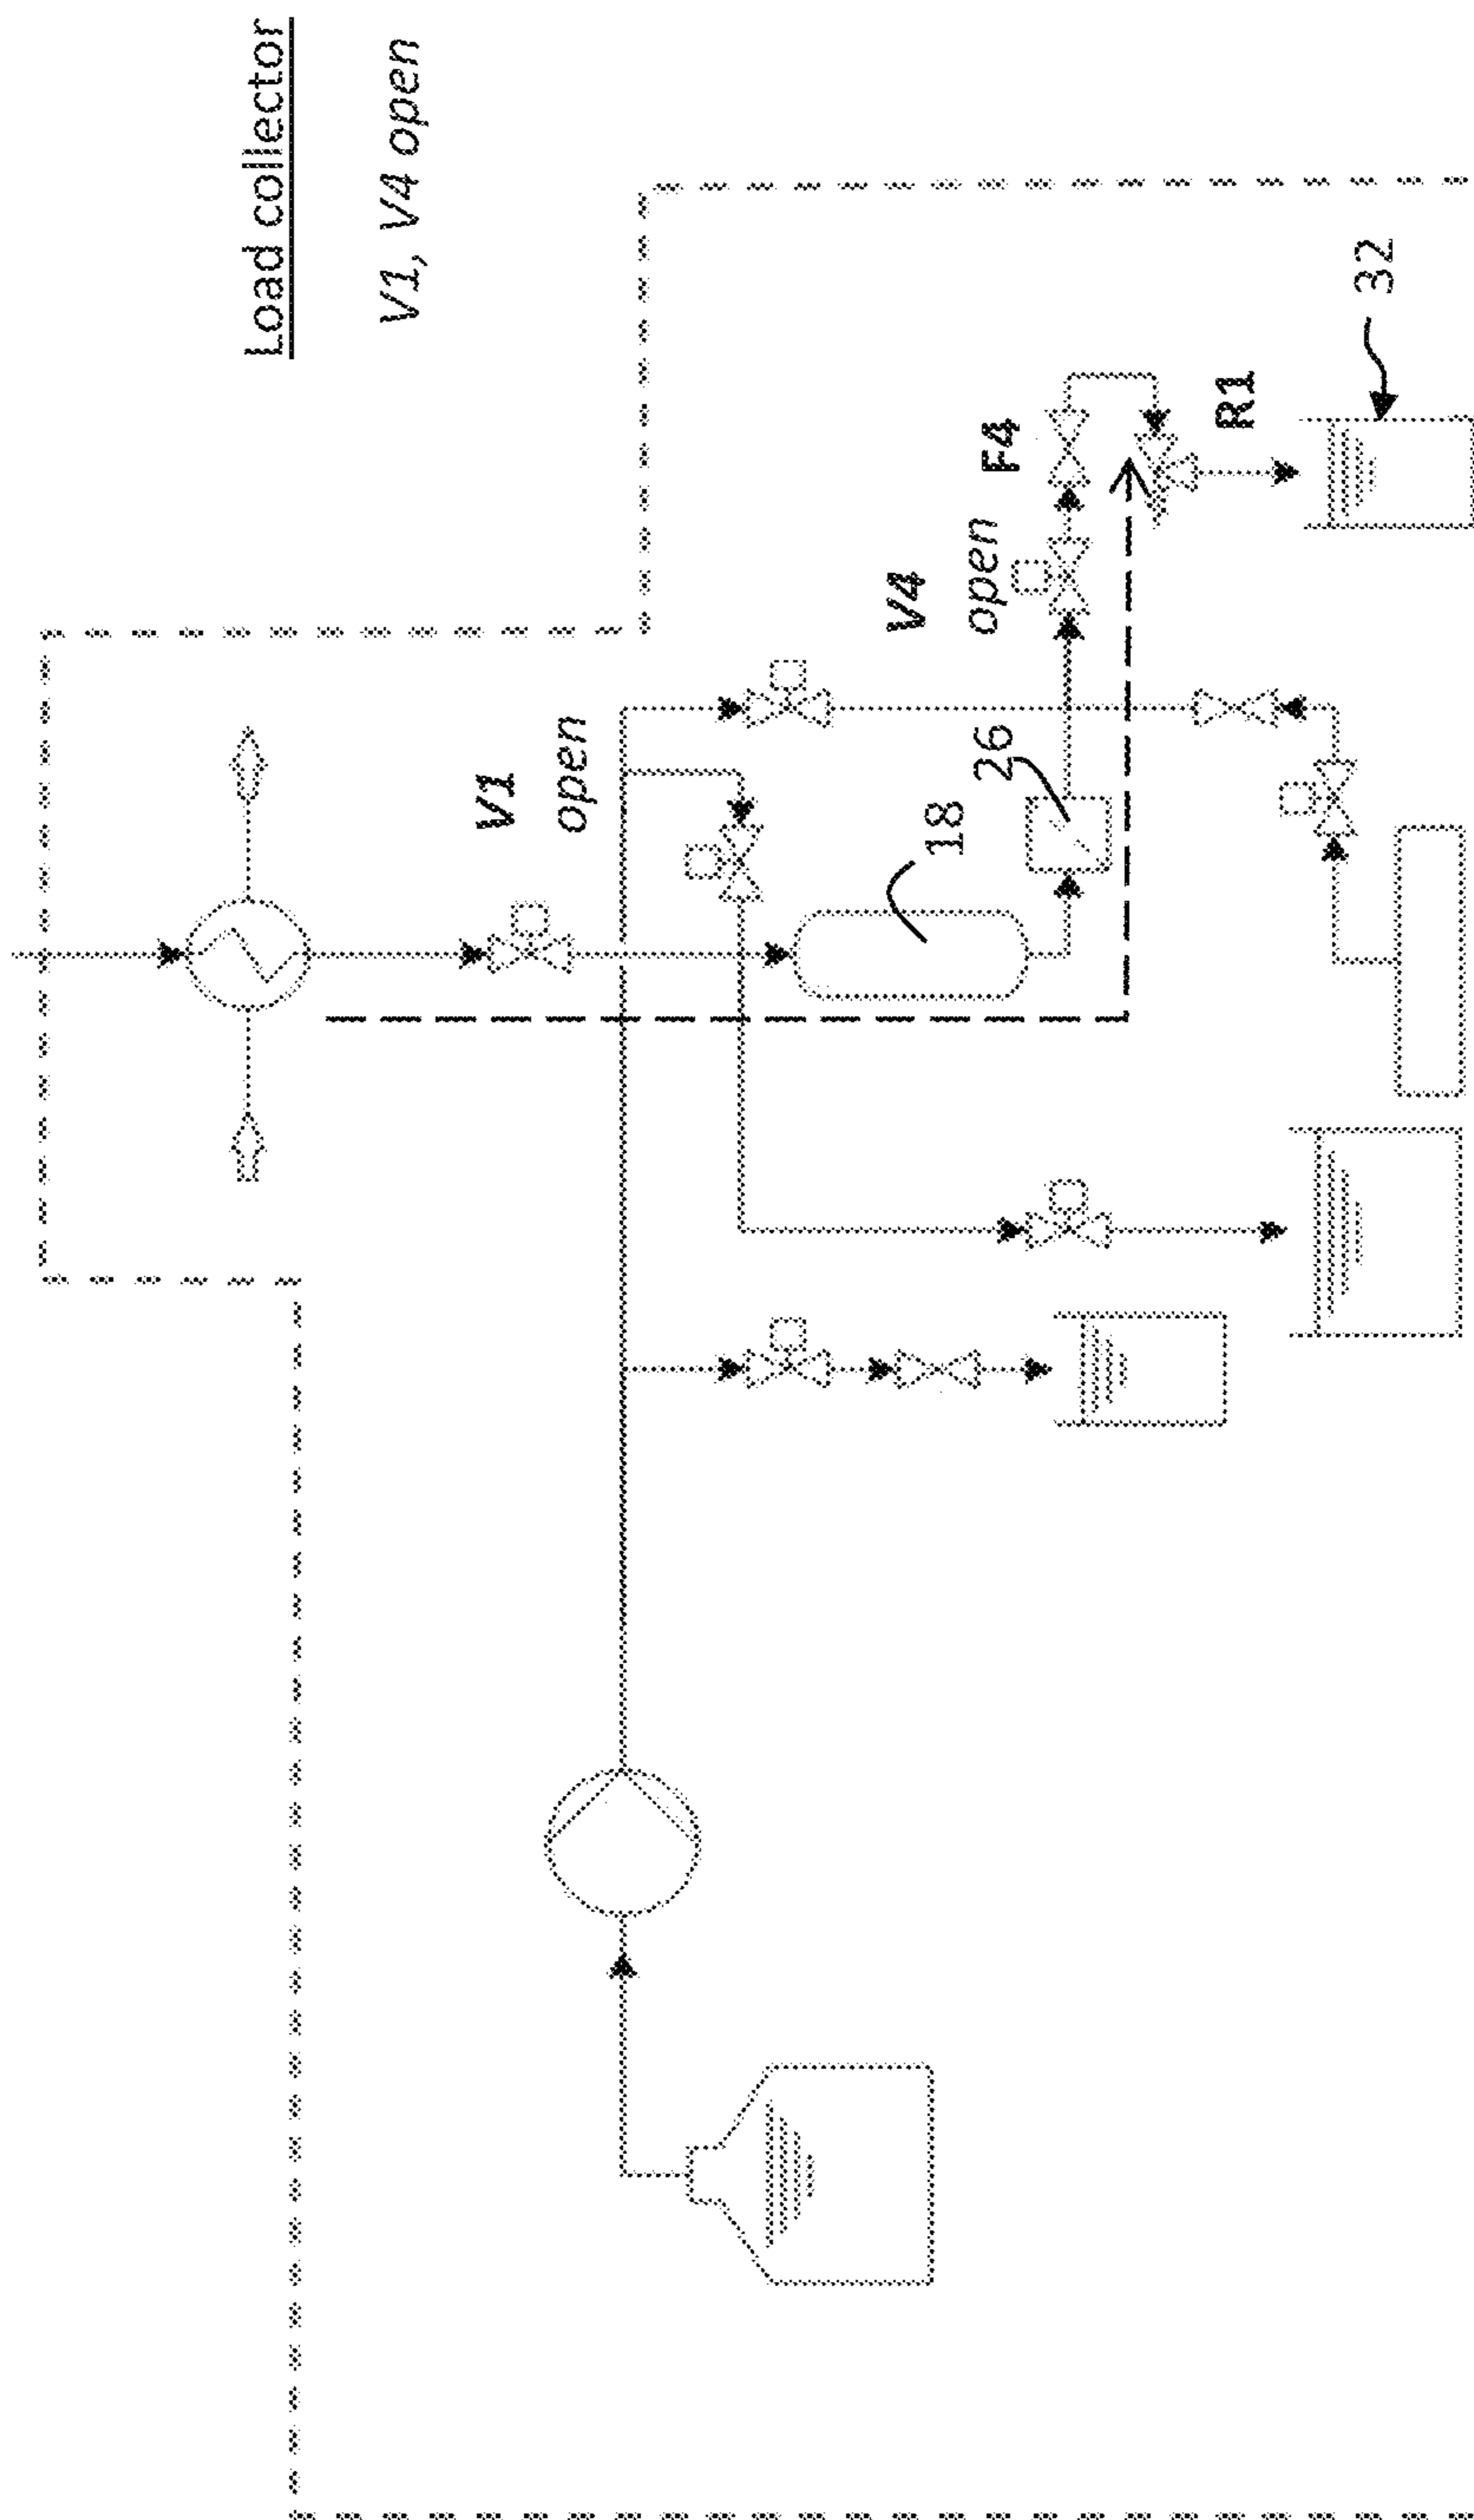 Load collector
V1, V4 open
V1
open
V4
open
F4
R1
26
18
32